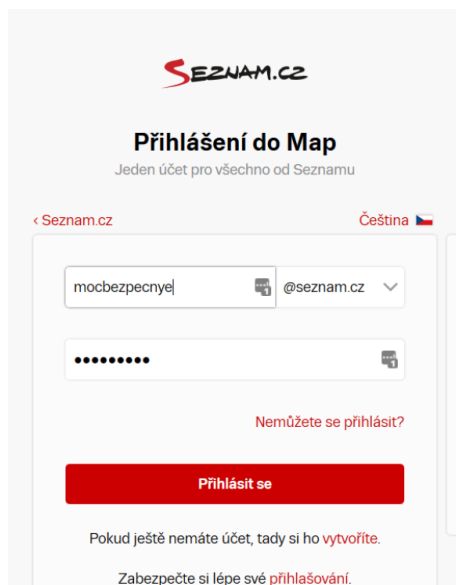 SEZNAM.CZ
Přihlášení do Map
Jeden účet pro všechno od Seznamu
‹ Seznam.cz Čeština
mocbezpecnye @seznam.cz
•••••••••
Nemůžete se přihlásit?
Přihlásit se
Pokud ještě nemáte účet, tady si ho vytvoříte.
Zabezpečte si lépe své přihlašování.